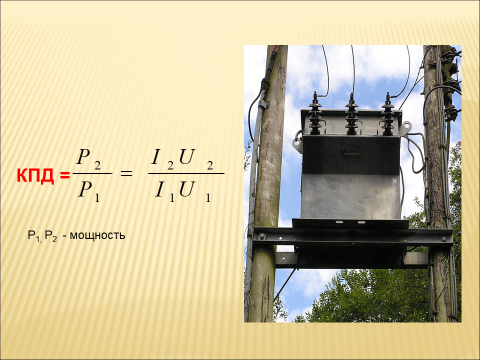 КПД = P₂/P₁ = I₂U₂/I₁U₁
P₁, P₂ - мощность